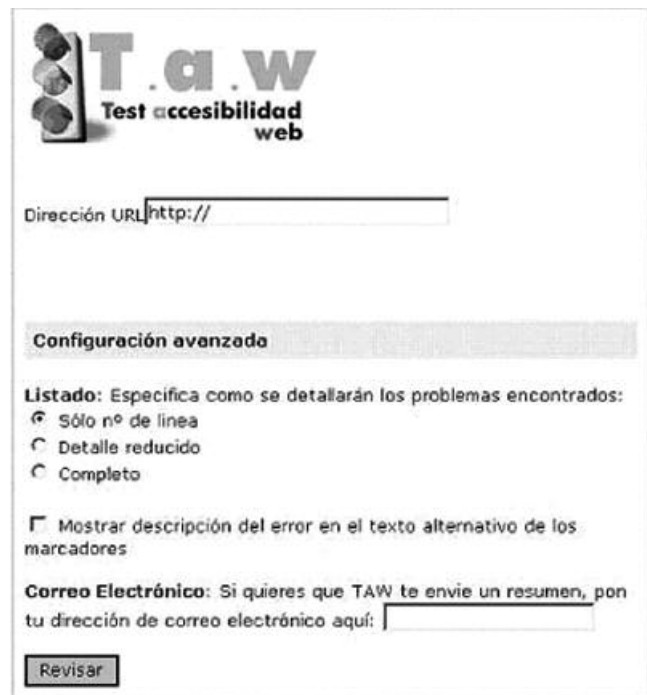 T.a.w
Test accesibilidad
web
Dirección URL http://
Configuración avanzada
Listado: Especifica como se detallarán los problemas encontrados:
Sólo nº de linea
Detalle reducido
Completo
Mostrar descripción del error en el texto alternativo de los
marcadores
Correo Electrónico: Si quieres que TAW te envie un resumen, pon
tu dirección de correo electrónico aquí:
Revisar